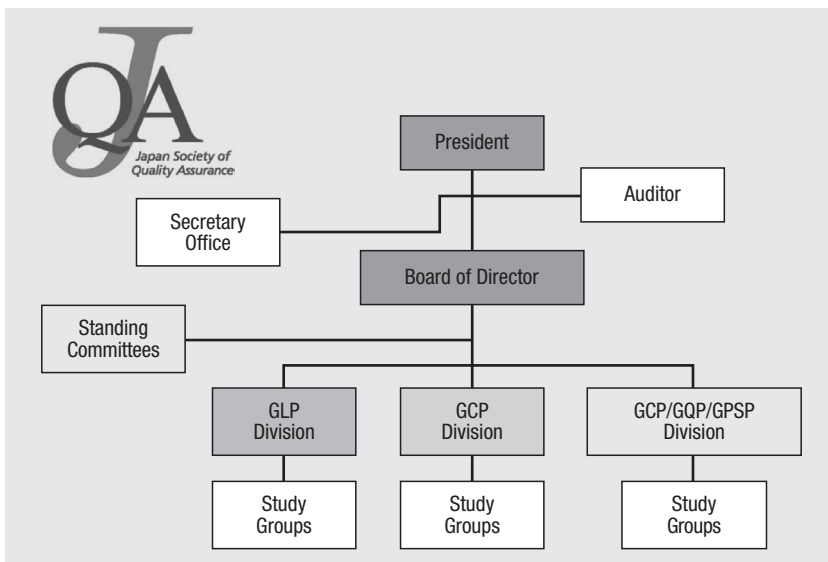 JQA
Japan Society of
Quality Assurance
President
Auditor
Secretary
Office
Board of Director
Standing
Committees
GLP
Division
GCP
Division
GCP/GQP/GPSP
Division
Study
Groups
Study
Groups
Study
Groups